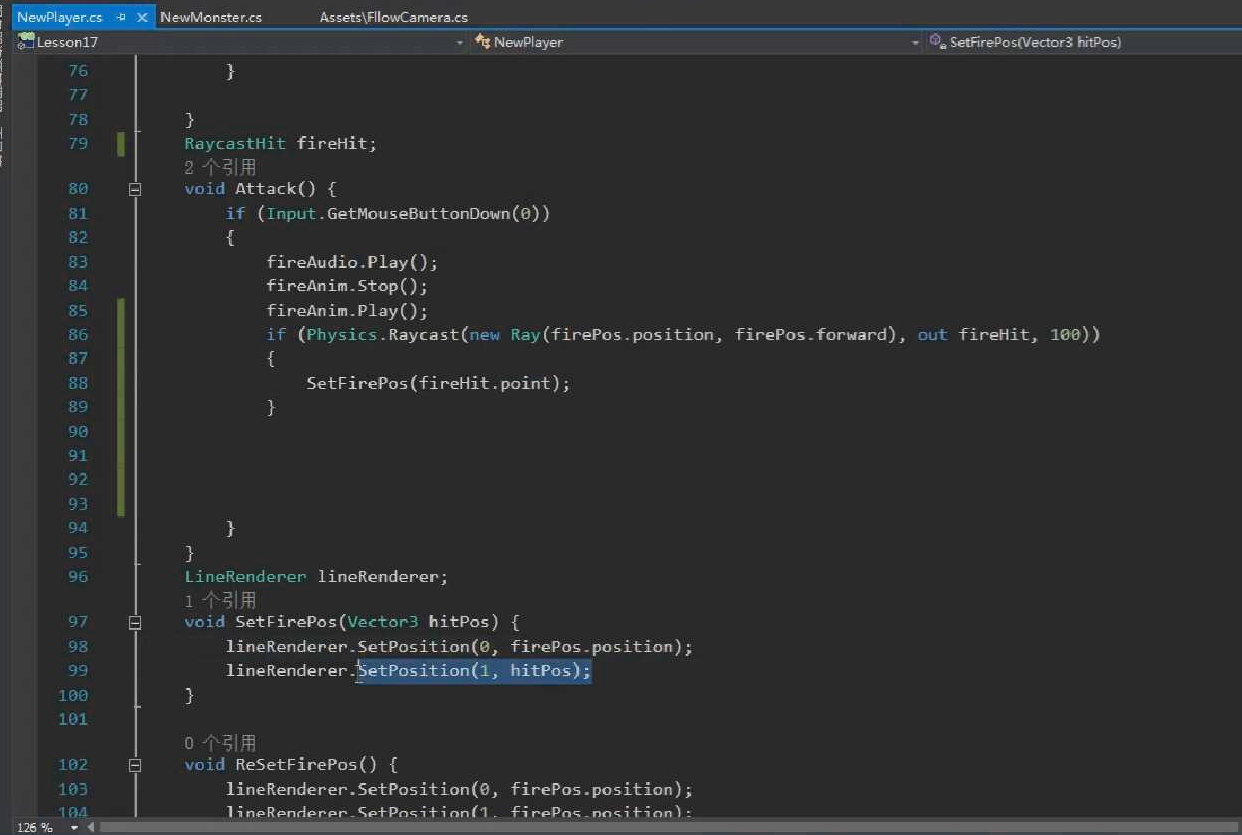 NewPlayer.cs NewMonster.cs Assets\FllowCamera.cs
Lesson17 NewPlayer SetFirePos(Vector3 hitPos)
76 }
77
78 }
79 RaycastHit fireHit;
2 个引用
80 void Attack() {
81 if (Input.GetMouseButtonDown(0))
82 {
83 fireAudio.Play();
84 fireAnim.Stop();
85 fireAnim.Play();
86 if (Physics.Raycast(new Ray(firePos.position, firePos.forward), out fireHit, 100))
87 {
88 SetFirePos(fireHit.point);
89 }
90
91
92
93
94 }
95 }
96 LineRenderer lineRenderer;
1 个引用
97 void SetFirePos(Vector3 hitPos) {
98 lineRenderer.SetPosition(0, firePos.position);
99 lineRenderer.SetPosition(1, hitPos);
100 }
101
0 个引用
102 void ReSetFirePos() {
103 lineRenderer.SetPosition(0, firePos.position);
104 lineRenderer.SetPosition(1, firePos.position);
126 %